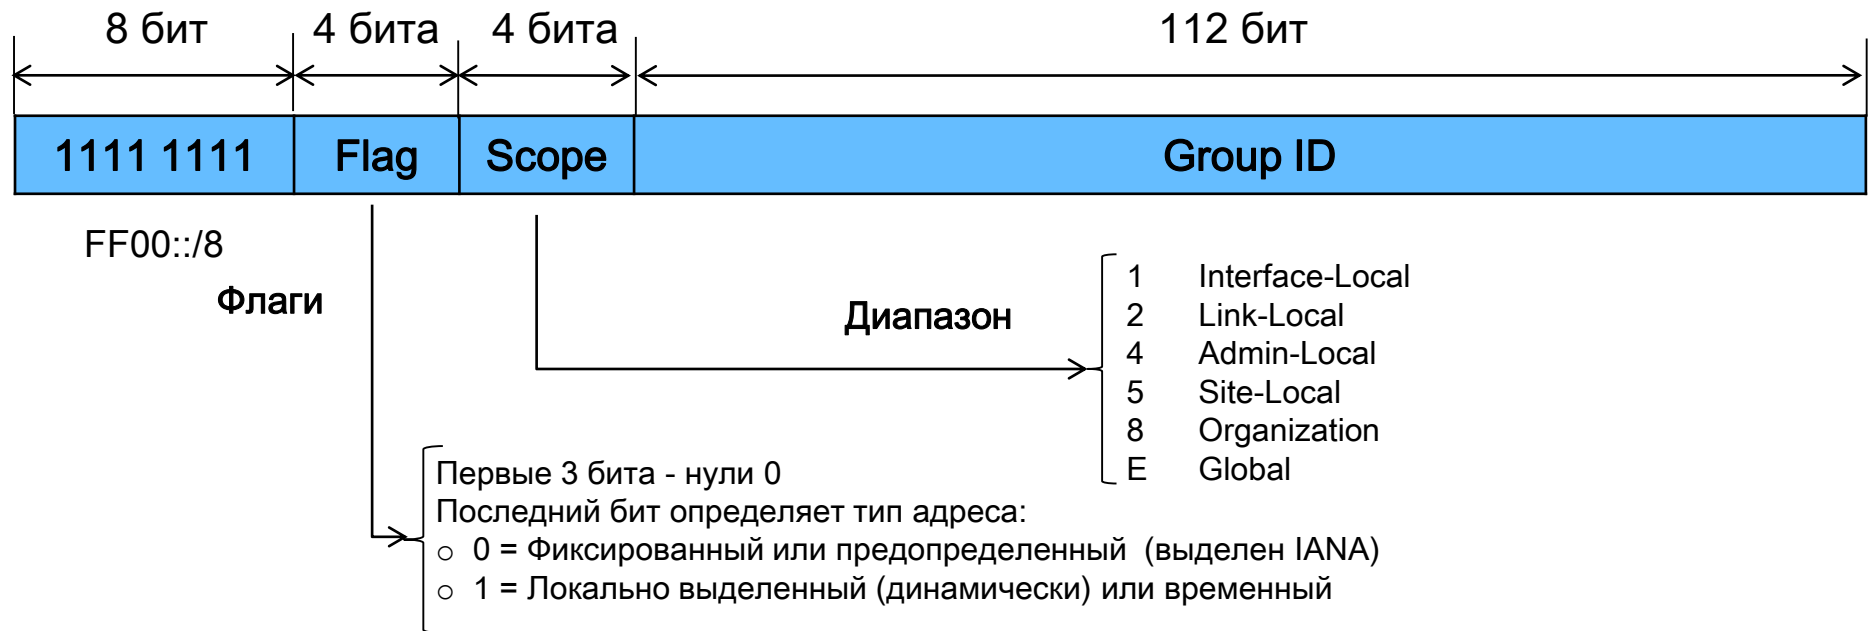 8 бит 4 бита 4 бита 112 бит
1111 1111 Flag Scope Group ID
FF00::/8
Флаги
Диапазон
1 Interface-Local
2 Link-Local
4 Admin-Local
5 Site-Local
8 Organization
E Global
Первые 3 бита - нули 0
Последний бит определяет тип адреса:
○ 0 = Фиксированный или предопределенный (выделен IANA)
○ 1 = Локально выделенный (динамически) или временный